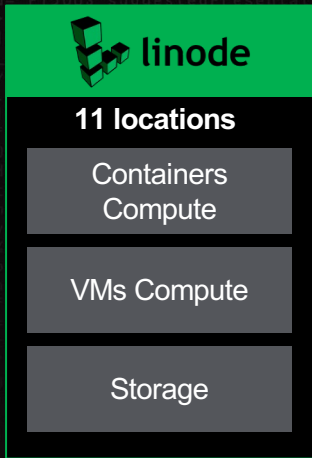 linode
11 locations
Containers
Compute
VMs Compute
Storage